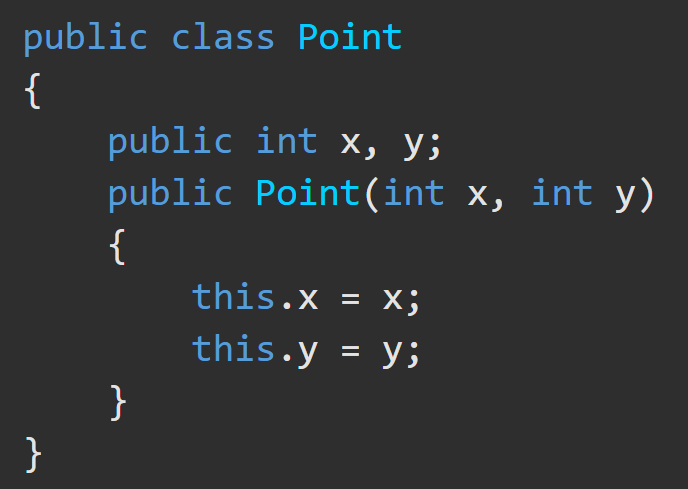 public class Point
{
    public int x, y;
    public Point(int x, int y)
    {
        this.x = x;
        this.y = y;
    }
}